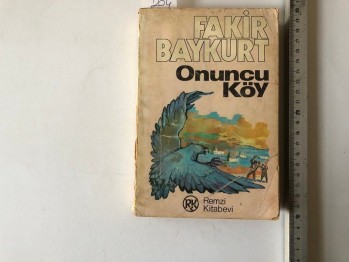 FAKİR
BAYKURT
Onuncu
Köy
RK
Remzi
Kitabevi